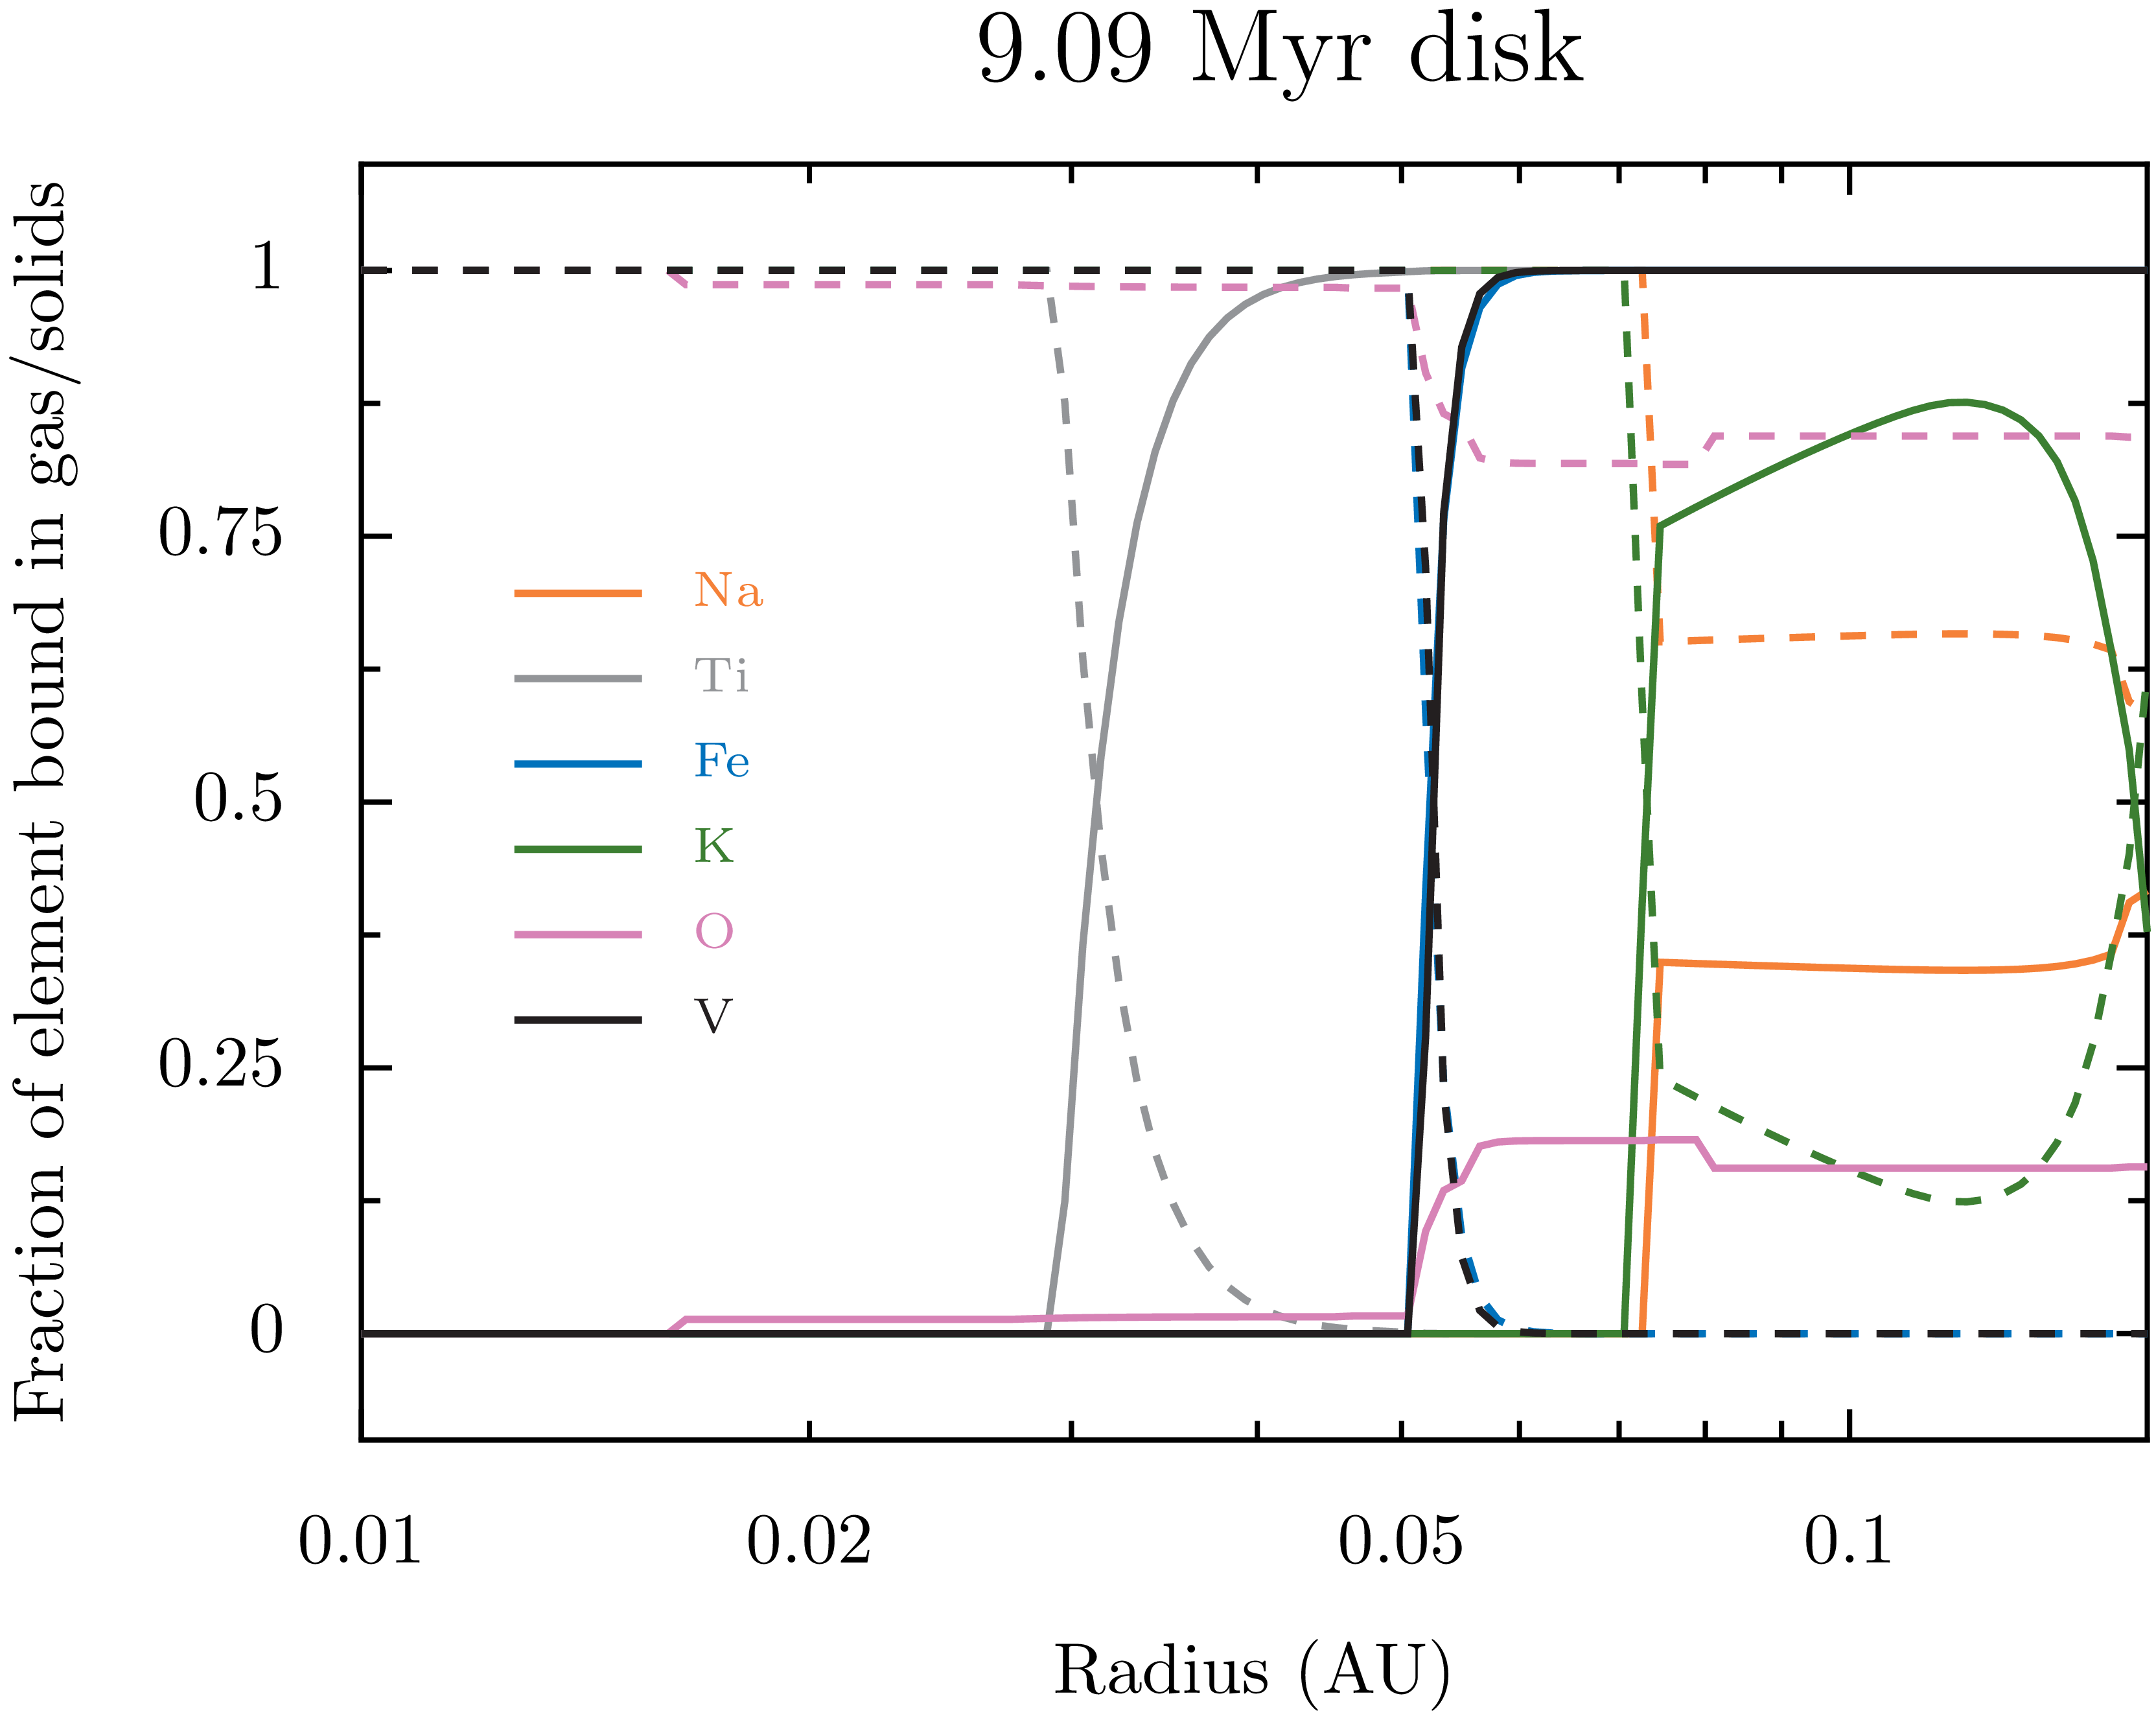 9.09 Myr disk
Fraction of element bound in gas/solids
1
0.75
0.5
0.25
0
Na
Ti
Fe
K
O
V
0.01
0.02
0.05
0.1
Radius (AU)